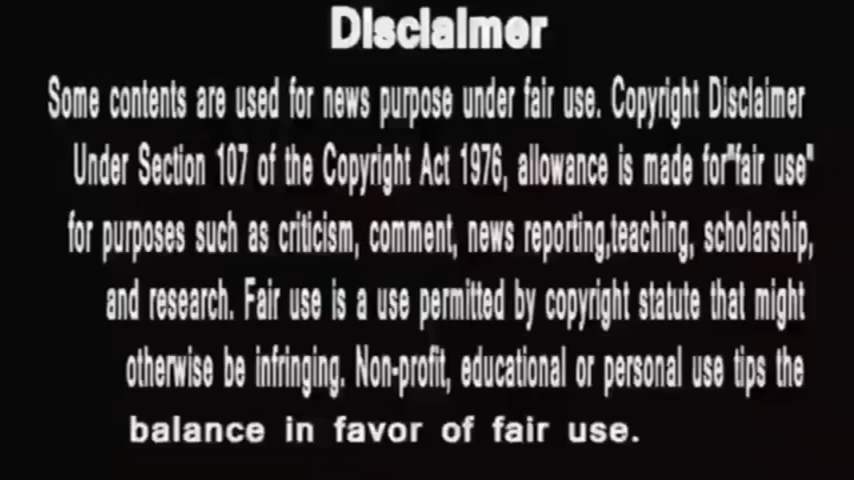 Disclaimer
Some contents are used for news purpose under fair use. Copyright Disclaimer
Under Section 107 of the Copyright Act 1976, allowance is made for"fair use"
for purposes such as criticism, comment, news reporting,teaching, scholarship,
and research. Fair use is a use permitted by copyright statute that might
otherwise be infringing. Non-profit, educational or personal use tips the
balance in favor of fair use.